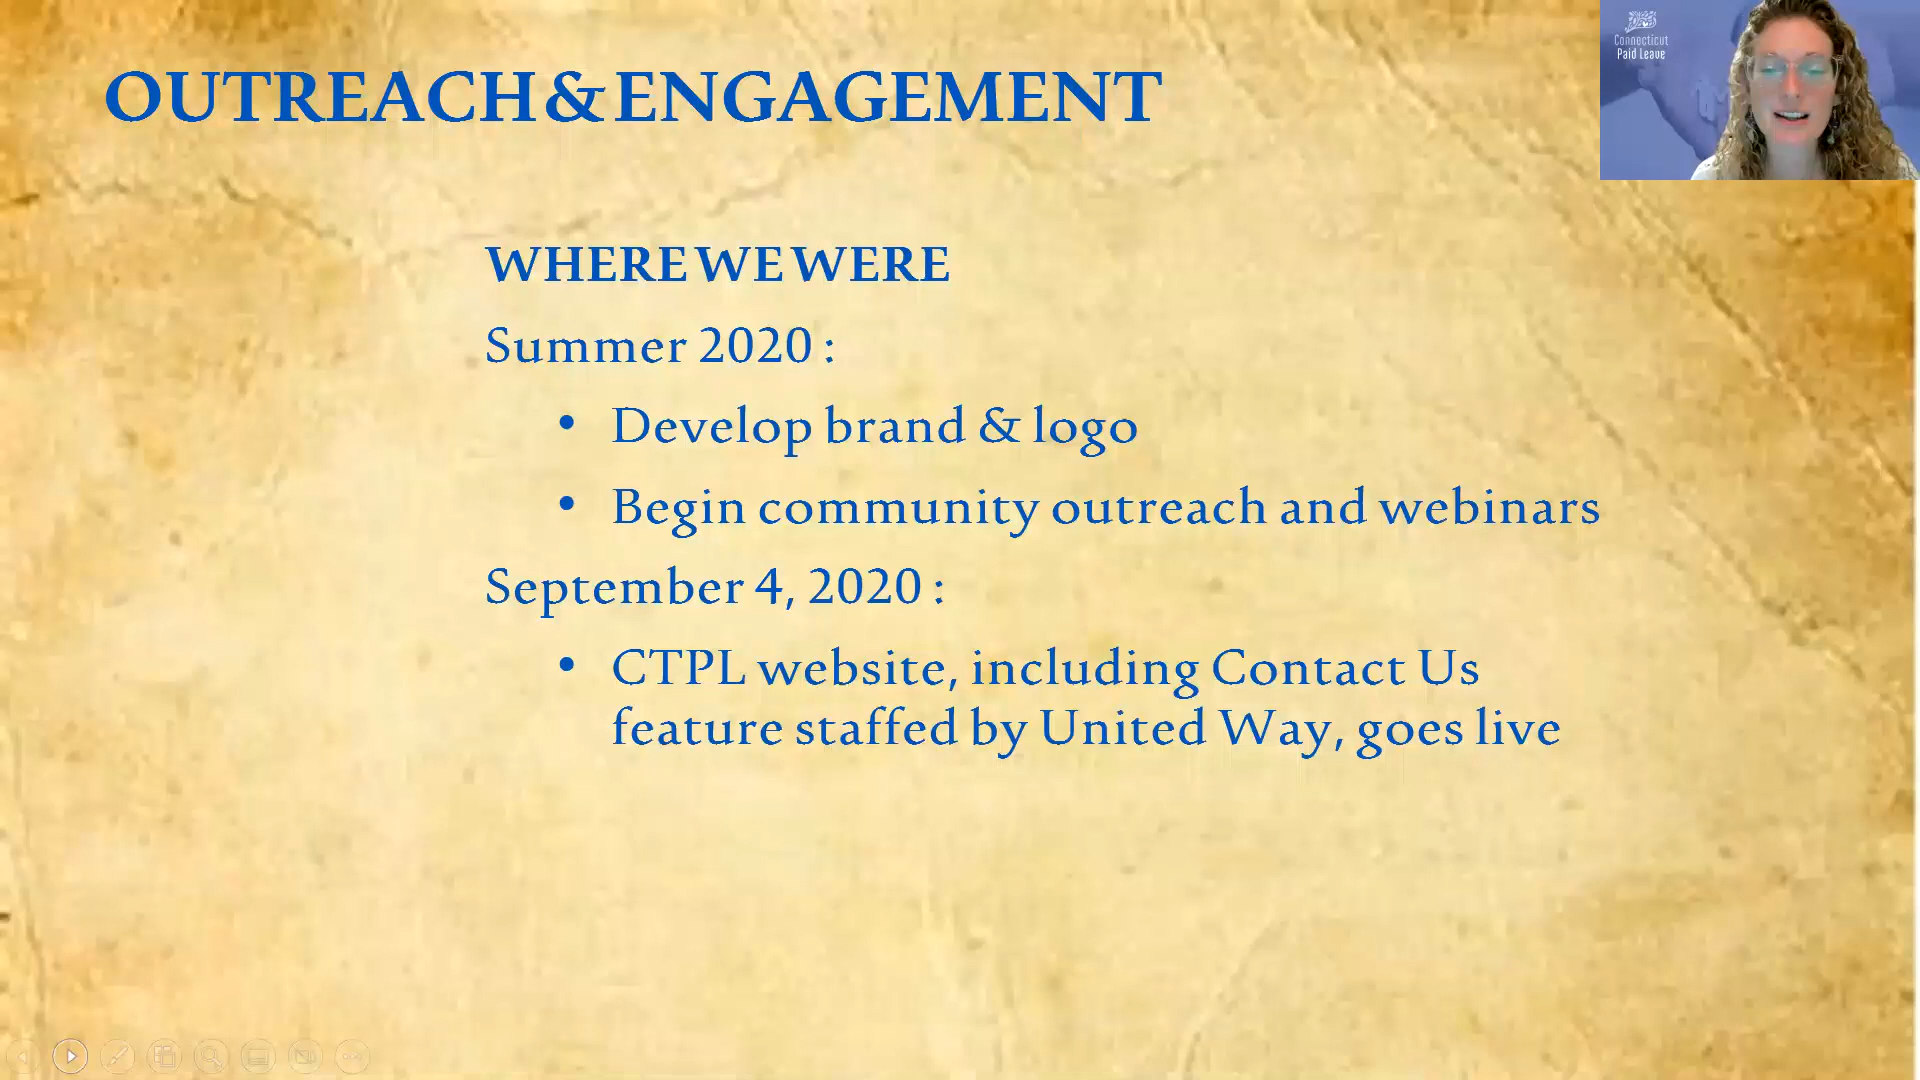 OUTREACH & ENGAGEMENT
Connecticut
Paid Leave
WHERE WE WERE
Summer 2020 :
• Develop brand & logo
• Begin community outreach and webinars
September 4, 2020 :
• CTPL website, including Contact Us
feature staffed by United Way, goes live